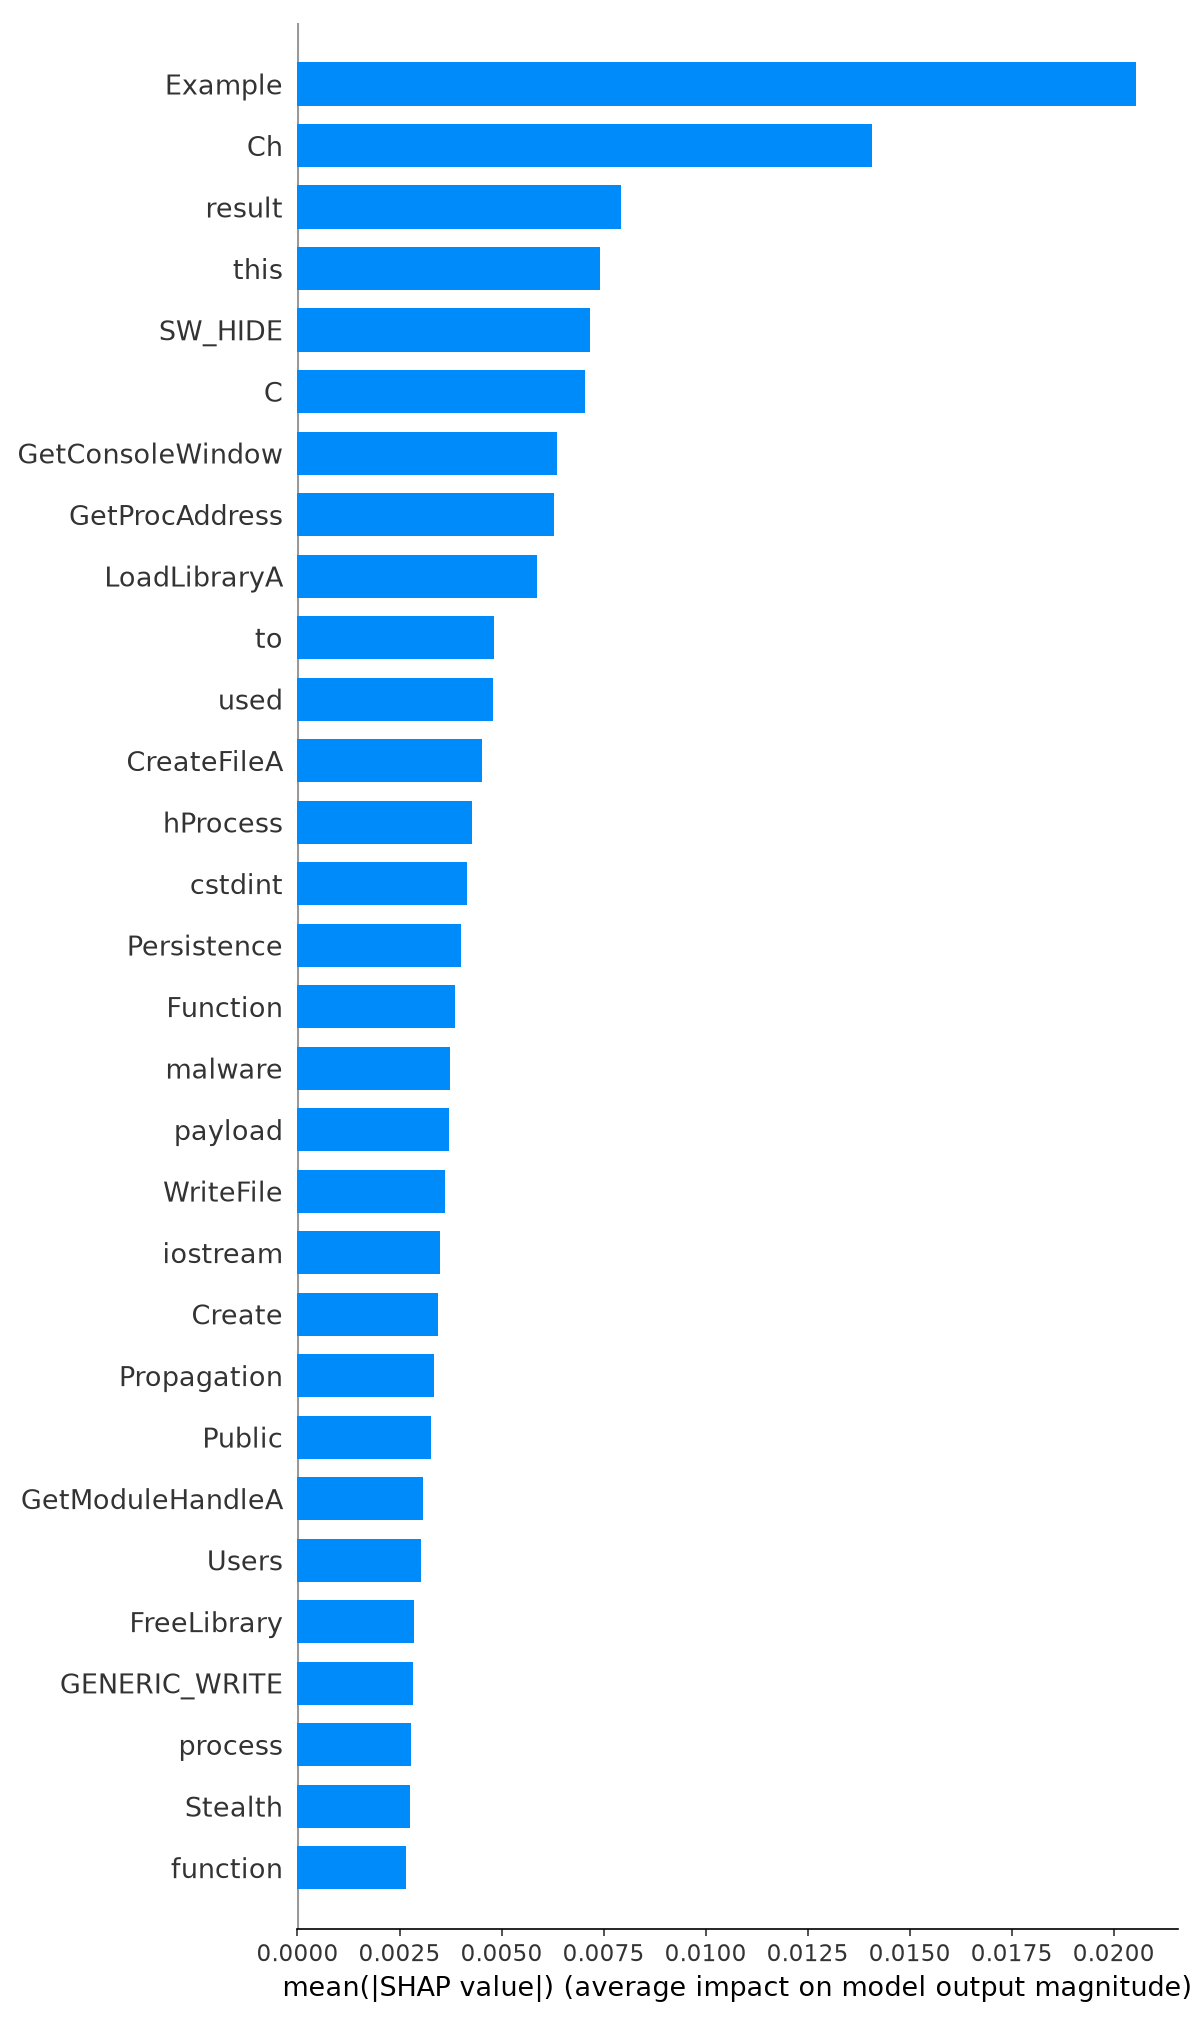 Example
Ch
result
this
SW_HIDE
C
GetConsoleWindow
GetProcAddress
LoadLibraryA
to
used
CreateFileA
hProcess
cstdint
Persistence
Function
malware
payload
WriteFile
iostream
Create
Propagation
Public
GetModuleHandleA
Users
FreeLibrary
GENERIC_WRITE
process
Stealth
function
0.0000 0.0025 0.0050 0.0075 0.0100 0.0125 0.0150 0.0175 0.0200
mean(|SHAP value|) (average impact on model output magnitude)